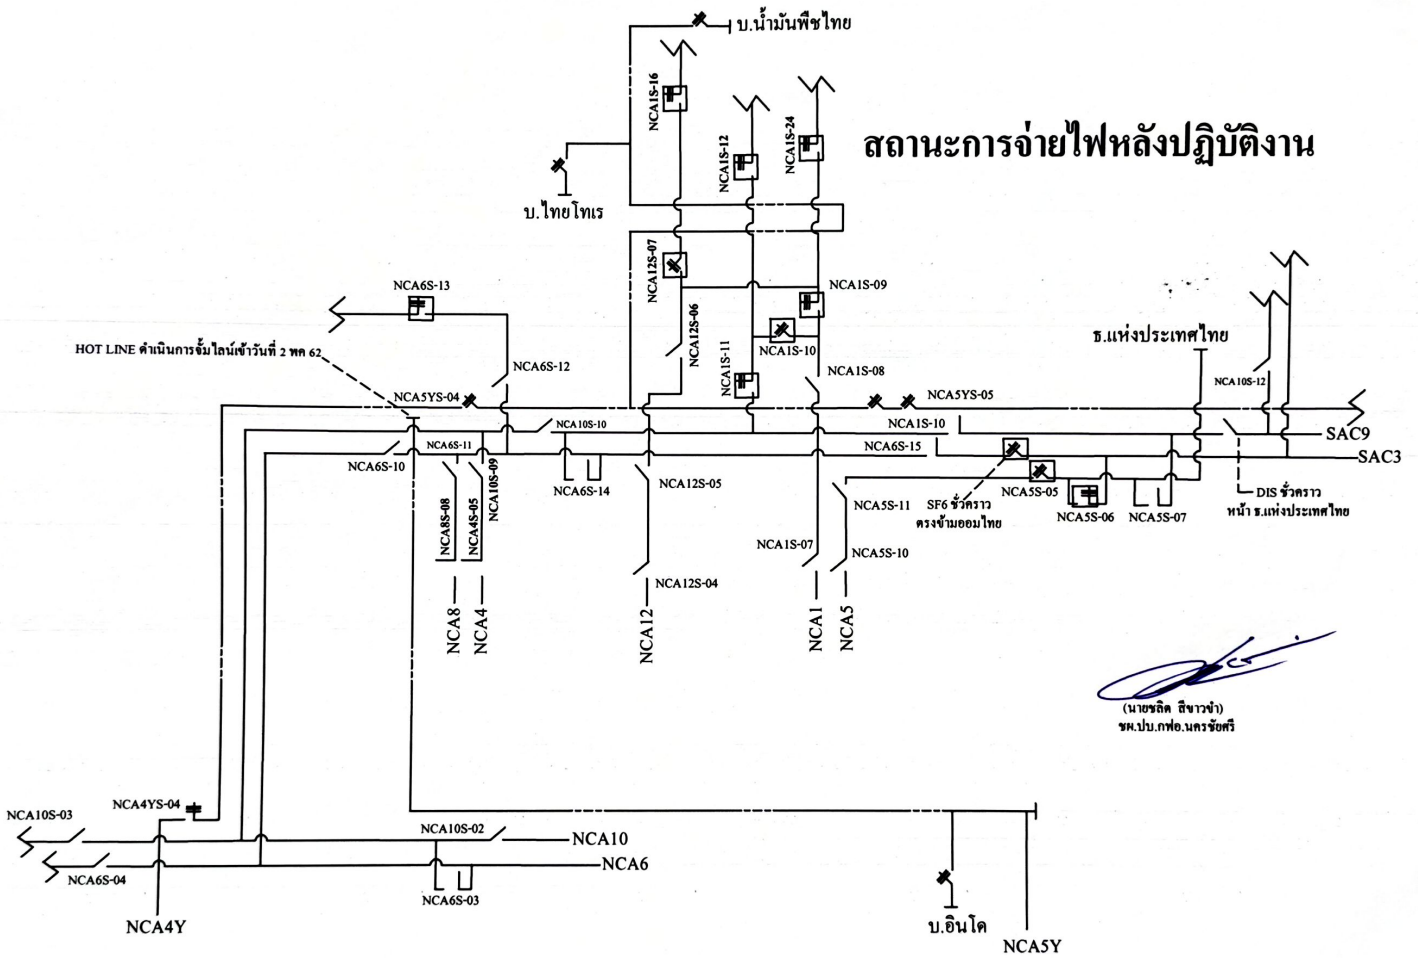 บ.น้ำมันพืชไทย
NCA1S-16
NCA1S-12
NCA1S-24
สถานะการจ่ายไฟหลังปฏิบัติงาน
บ.ไทยโทเร
NCA12S-07
NCA6S-13
NCA1S-09
NCA12S-06
ธ.แห่งประเทศไทย
HOT LINE ดำเนินการซั้มไลน์เช้าวันที่ 2 พค 62
NCA1S-10
NCA6S-12
NCA1S-11
NCA1S-08
NCA10S-12
NCA5YS-04
NCA5YS-05
NCA10S-10
NCA1S-10
SAC9
NCA6S-11
NCA6S-15
SAC3
NCA6S-10
NCA10S-09
NCA6S-14
NCA12S-05
NCA5S-05
NCA8S-08
NCA4S-05
NCA5S-11
SF6 ชั่วคราว
ตรงข้ามออมไทย
NCA5S-06
NCA5S-07
DIS ชั่วคราว
หน้า ธ.แห่งประเทศไทย
NCA1S-07
NCA5S-10
NCA12S-04
NCA8
NCA4
NCA12
NCA1
NCA5
(นายชลิต สีขาวขำ)
ชผ.ปบ.กฟอ.นครชัยศรี
NCA4YS-04
NCA10S-03
NCA10S-02
NCA10
NCA6
NCA6S-04
NCA6S-03
NCA4Y
บ.อินโด
NCA5Y